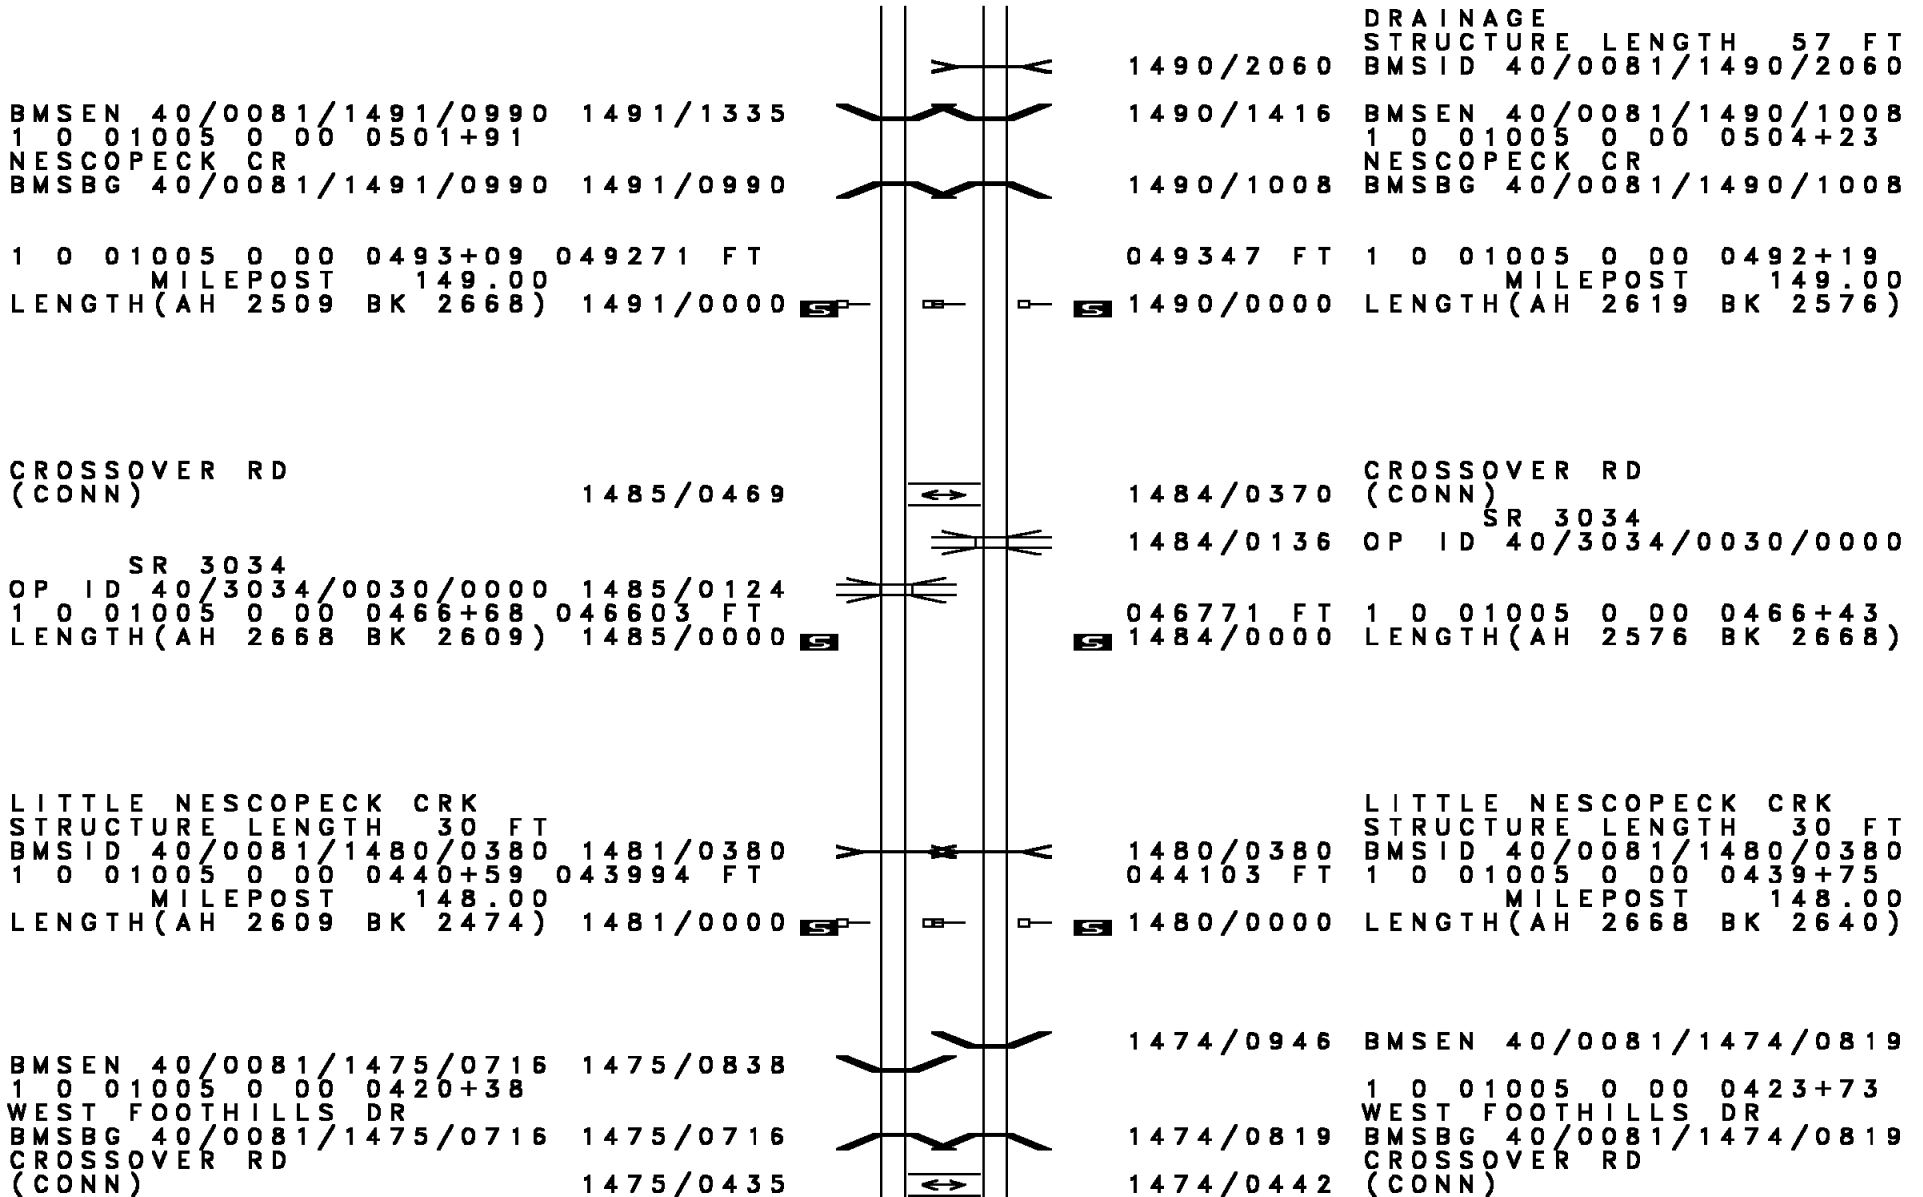 DRAINAGE
STRUCTURE LENGTH 57 FT
1490/2060 BMSID 40/0081/1490/2060
BMSEN 40/0081/1491/0990 1491/1335 1490/1416 BMSEN 40/0081/1490/1008
1 0 01005 0 00 0501+91 1 0 01005 0 00 0504+23
NESCOPECK CR NESCOPECK CR
BMSBG 40/0081/1491/0990 1491/0990 1490/1008 BMSBG 40/0081/1490/1008
1 0 01005 0 00 0493+09 049271 FT 049347 FT 1 0 01005 0 00 0492+19
MILEPOST 149.00 MILEPOST 149.00
LENGTH(AH 2509 BK 2668) 1491/0000 S S 1490/0000 LENGTH(AH 2619 BK 2576)
CROSSOVER RD CROSSOVER RD
(CONN) 1485/0469 1484/0370 (CONN)
SR 3034
1484/0136 OP ID 40/3034/0030/0000
SR 3034
OP ID 40/3034/0030/0000 1485/0124
1 0 01005 0 00 0466+68 046603 FT 046771 FT 1 0 01005 0 00 0466+43
LENGTH(AH 2668 BK 2609) 1485/0000 S S 1484/0000 LENGTH(AH 2576 BK 2668)
LITTLE NESCOPECK CRK LITTLE NESCOPECK CRK
STRUCTURE LENGTH 30 FT STRUCTURE LENGTH 30 FT
BMSID 40/0081/1480/0380 1481/0380 1480/0380 BMSID 40/0081/1480/0380
1 0 01005 0 00 0440+59 043994 FT 044103 FT 1 0 01005 0 00 0439+75
MILEPOST 148.00 MILEPOST 148.00
LENGTH(AH 2609 BK 2474) 1481/0000 S S 1480/0000 LENGTH(AH 2668 BK 2640)
1474/0946 BMSEN 40/0081/1474/0819
BMSEN 40/0081/1475/0716 1475/0838
1 0 01005 0 00 0420+38 1 0 01005 0 00 0423+73
WEST FOOTHILLS DR WEST FOOTHILLS DR
BMSBG 40/0081/1475/0716 1475/0716 1474/0819 BMSBG 40/0081/1474/0819
CROSSOVER RD CROSSOVER RD
(CONN) 1475/0435 1474/0442 (CONN)